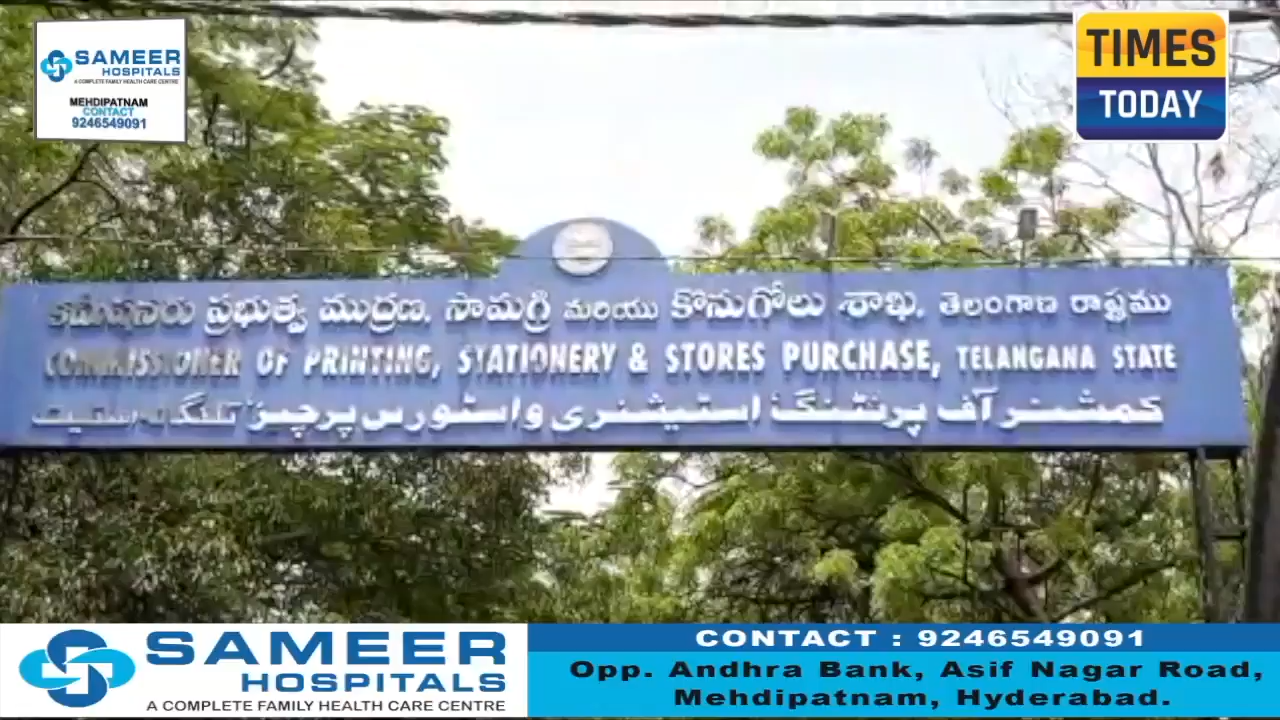 SAMEER
HOSPITALS
A COMPLETE FAMILY HEALTH CARE CENTRE
MEHDIPATNAM
CONTACT
9246549091
TIMES
TODAY
కమీషనరు ప్రభుత్వ ముద్రణ. సామగ్రి మరియు కొనుగోలు శాఖ. తెలంగాణ రాష్ట్రము
COMMISSIONER OF PRINTING, STATIONERY & STORES PURCHASE, TELANGANA STATE
کمشنر آف پرنٹنگ اسٹیشنری و اسٹورس پرچیز تلنگانہ اسٹیٹ
SAMEER
HOSPITALS
A COMPLETE FAMILY HEALTH CARE CENTRE
CONTACT : 9246549091
Opp. Andhra Bank, Asif Nagar Road,
Mehdipatnam, Hyderabad.